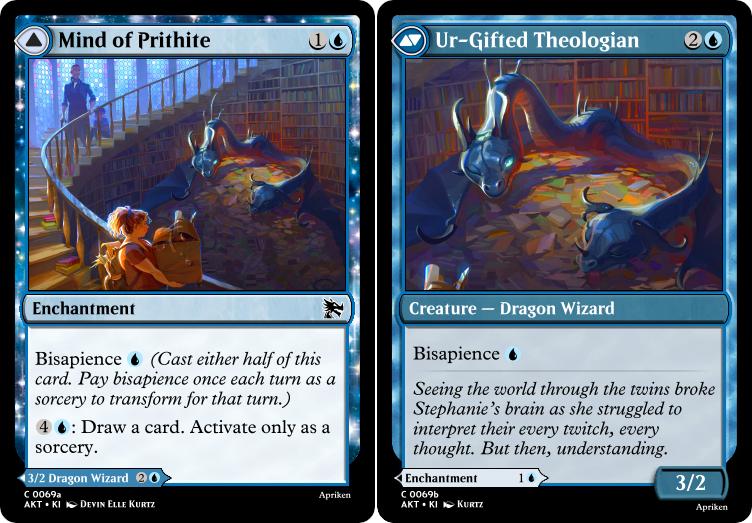 Mind of Prithite 1
Enchantment
Bisapience (Cast either half of this
card. Pay bisapience once each turn as a
sorcery to transform for that turn.)
4 : Draw a card. Activate only as a
sorcery.
3/2 Dragon Wizard 2
C 0069a
AKT • KI Devin Elle Kurtz
Apriken
Ur-Gifted Theologian 2
Creature — Dragon Wizard
Bisapience
Seeing the world through the twins broke
Stephanie's brain as she struggled to
interpret their every twitch, every
thought. But then, understanding.
Enchantment 1
3/2
C 0069b
AKT • KI Kurtz
Apriken